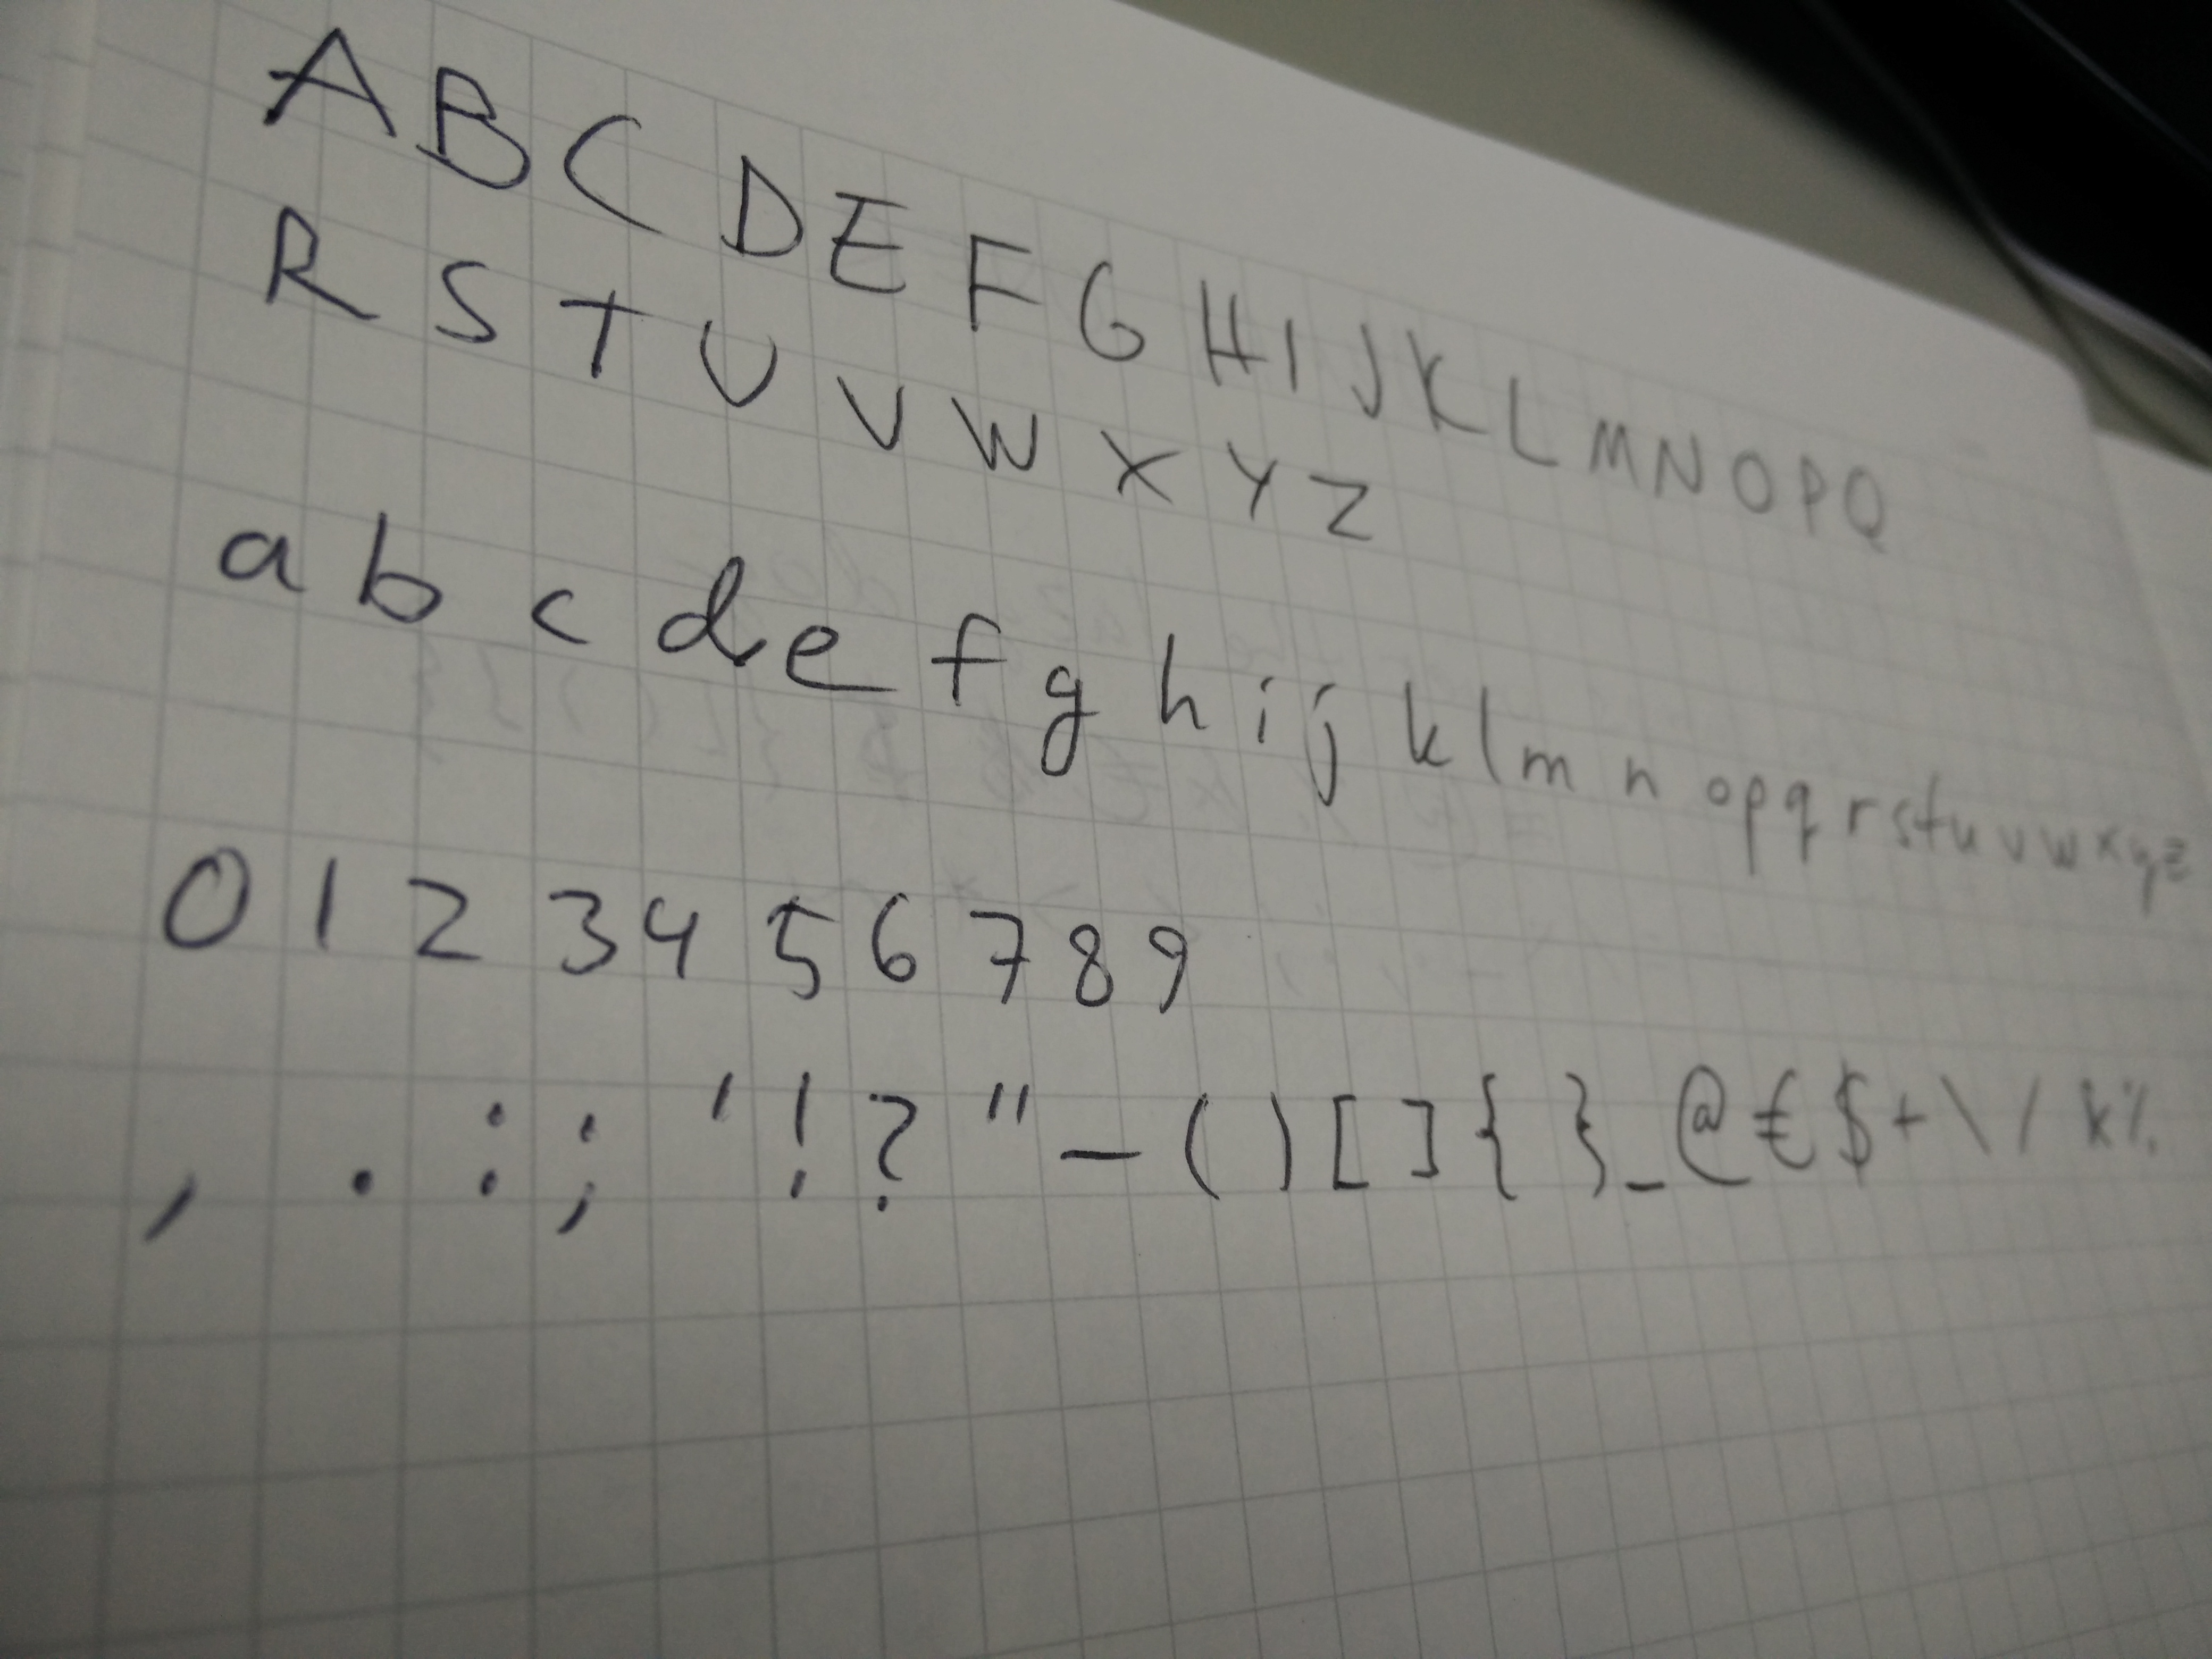 A B C D E F G H I J K L M N O P Q
R S T U V W X Y Z
a b c d e f g h i j k l m n o p q r s t u v w x y z
0 1 2 3 4 5 6 7 8 9
, . : ; ' ! ? " - ( ) [ ] { } _ @ € $ + \ / %